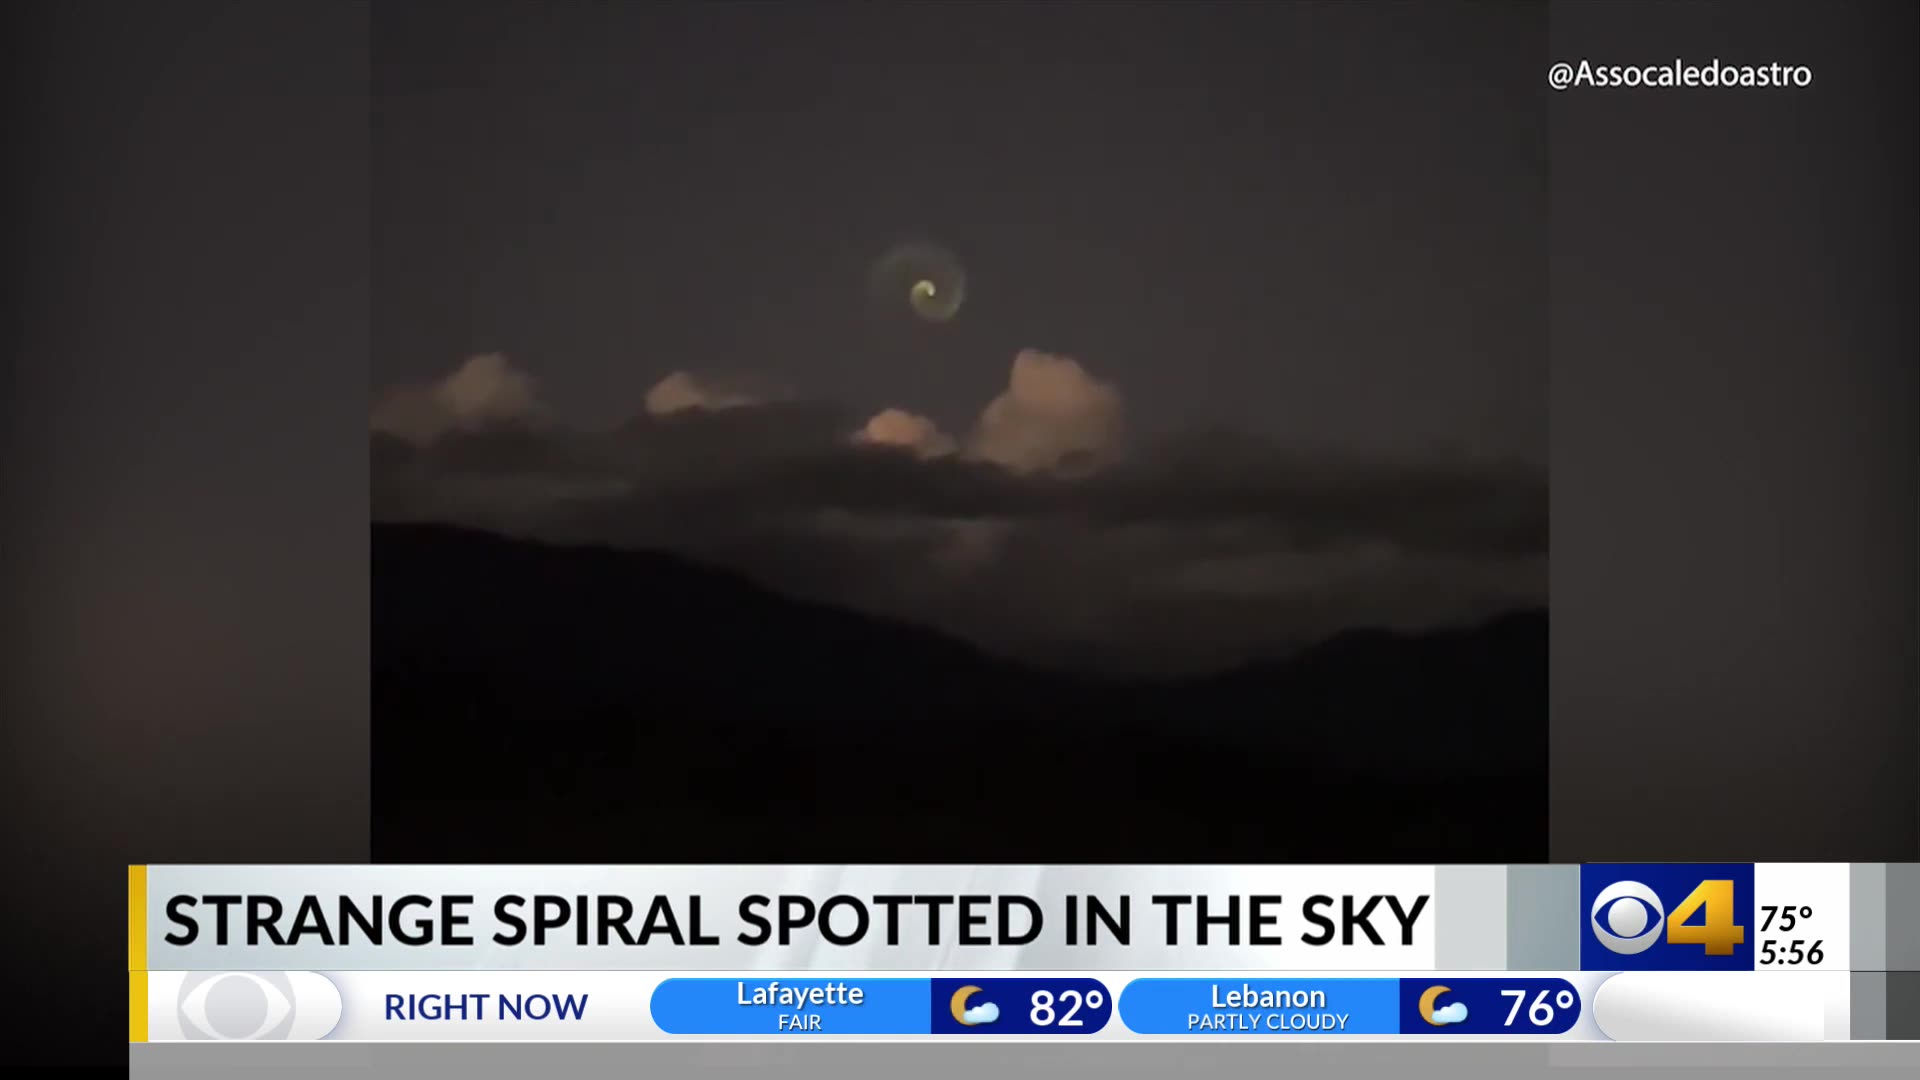 @Assocaledoastro
STRANGE SPIRAL SPOTTED IN THE SKY
4
75°
5:56
RIGHT NOW
Lafayette
FAIR
82°
Lebanon
PARTLY CLOUDY
76°